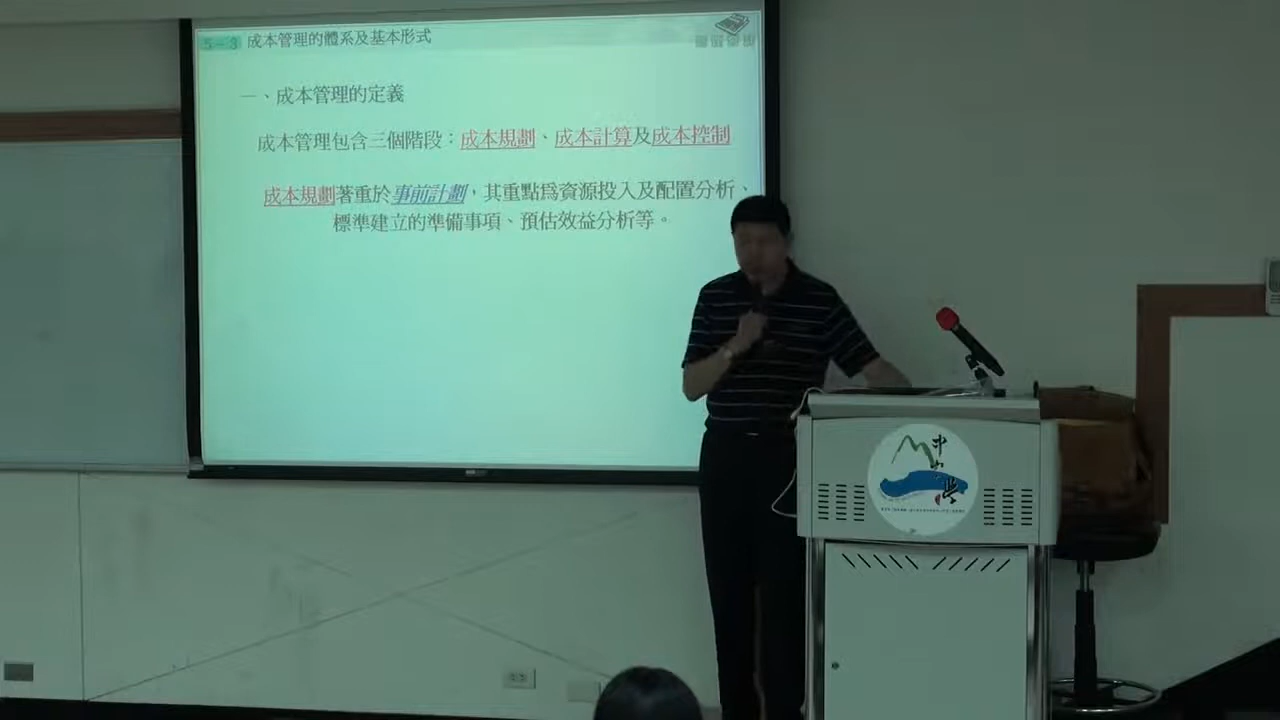 5-3 成本管理的體系及基本形式
一、成本管理的定義
成本管理包含三個階段：成本規劃、成本計算及成本控制
成本規劃著重於事前計劃，其重點為資源投入及配置分析、
標準建立的準備事項、預估效益分析等。
中山